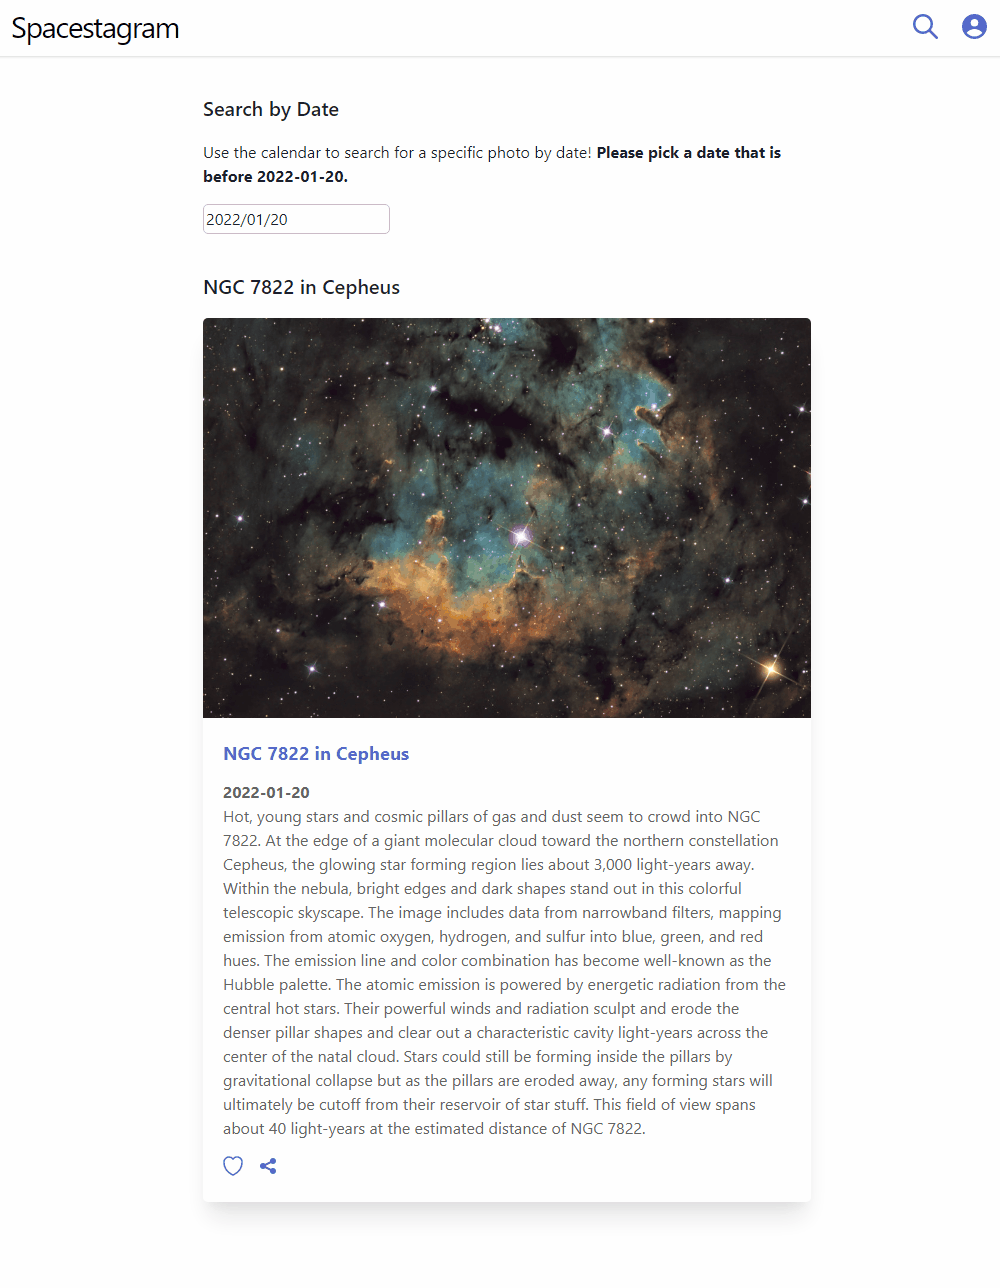 Spacestagram
Search by Date
Use the calendar to search for a specific photo by date! Please pick a date that is
before 2022-01-20.
2022/01/20
NGC 7822 in Cepheus
NGC 7822 in Cepheus
2022-01-20
Hot, young stars and cosmic pillars of gas and dust seem to crowd into NGC
7822. At the edge of a giant molecular cloud toward the northern constellation
Cepheus, the glowing star forming region lies about 3,000 light-years away.
Within the nebula, bright edges and dark shapes stand out in this colorful
telescopic skyscape. The image includes data from narrowband filters, mapping
emission from atomic oxygen, hydrogen, and sulfur into blue, green, and red
hues. The emission line and color combination has become well-known as the
Hubble palette. The atomic emission is powered by energetic radiation from the
central hot stars. Their powerful winds and radiation sculpt and erode the
denser pillar shapes and clear out a characteristic cavity light-years across the
center of the natal cloud. Stars could still be forming inside the pillars by
gravitational collapse but as the pillars are eroded away, any forming stars will
ultimately be cutoff from their reservoir of star stuff. This field of view spans
about 40 light-years at the estimated distance of NGC 7822.